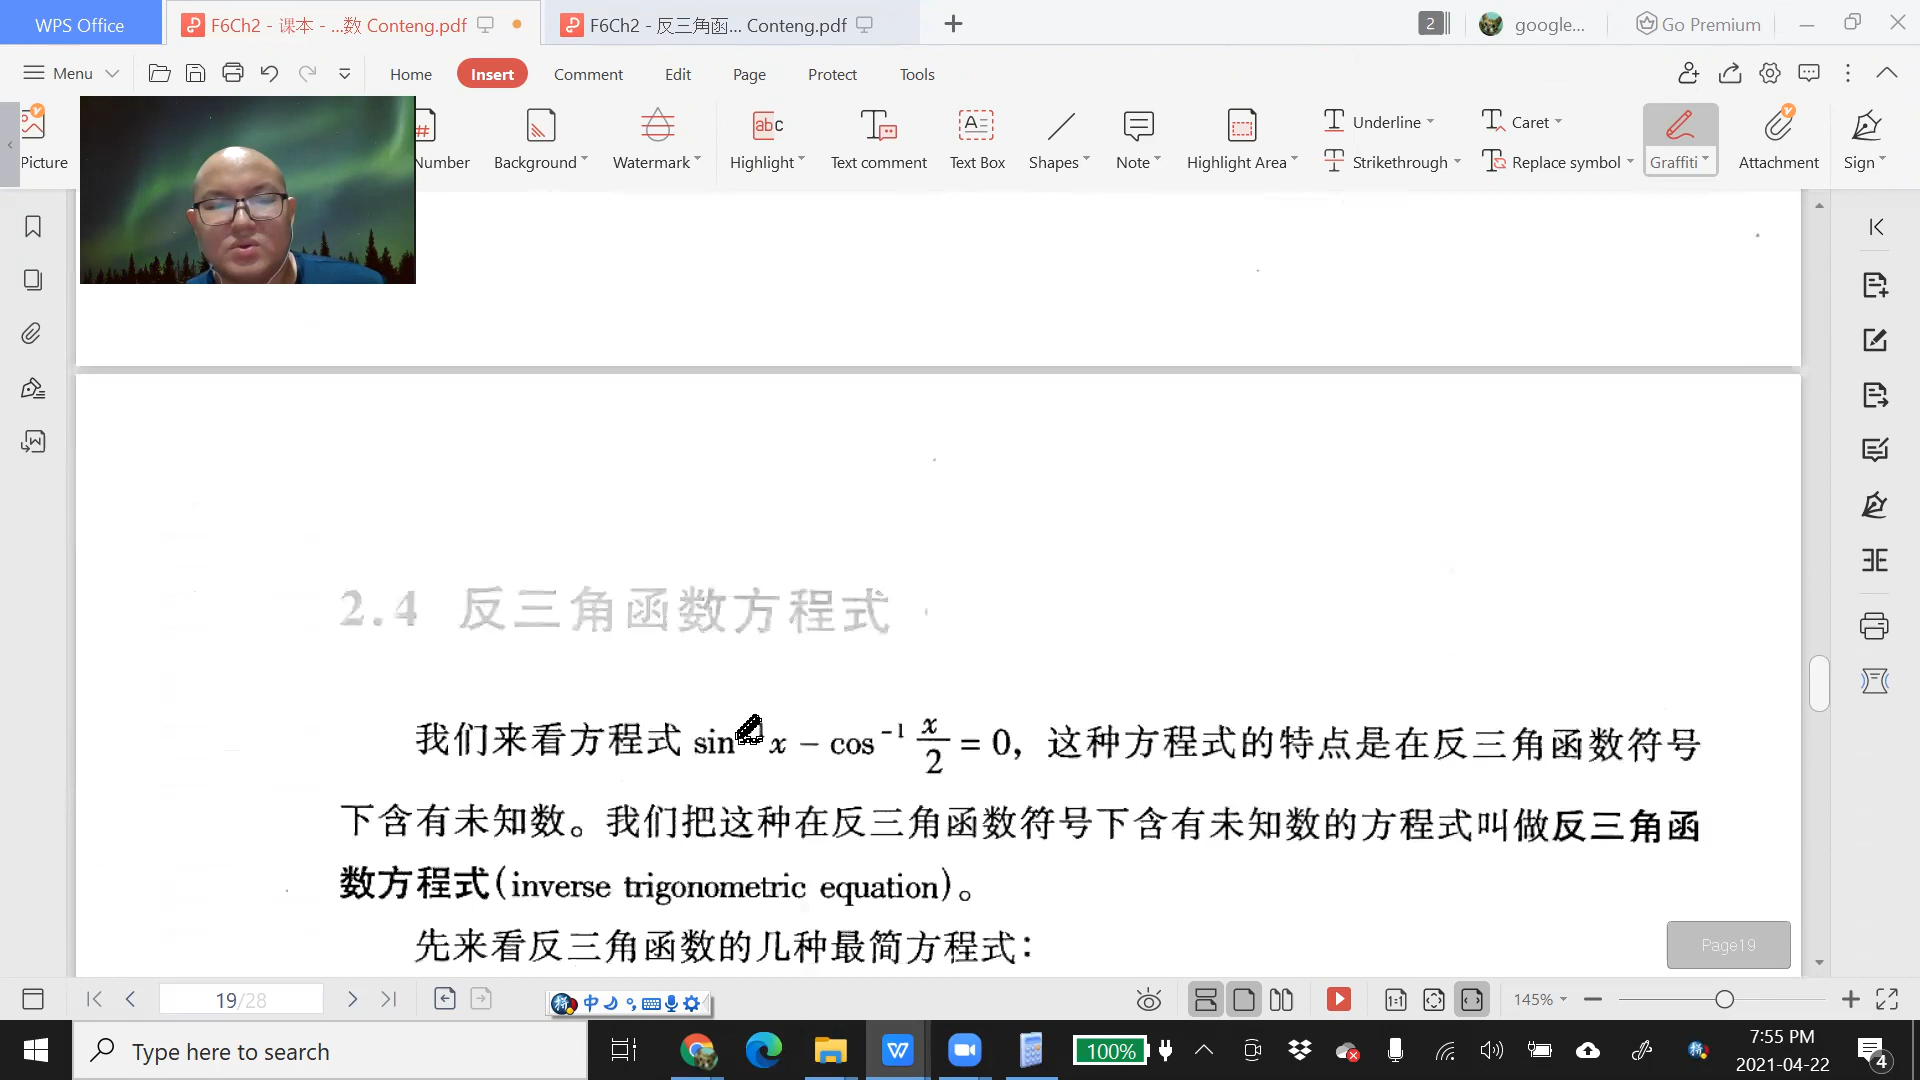 WPS Office
F6Ch2 - 课本 - ...数 Conteng.pdf
F6Ch2 - 反三角函... Conteng.pdf
2
google...
Go Premium
Menu
Home
Insert
Comment
Edit
Page
Protect
Tools
Picture
Number
Background
Watermark
Highlight
Text comment
Text Box
Shapes
Note
Highlight Area
Underline
Strikethrough
Caret
Replace symbol
Graffiti
Attachment
Sign
2.4 反三角函数方程式
我们来看方程式 sin x − cos⁻¹ x/2 = 0，这种方程式的特点是在反三角函数符号
下含有未知数。我们把这种在反三角函数符号下含有未知数的方程式叫做反三角函
数方程式(inverse trigonometric equation)。
先来看反三角函数的几种最简方程式：
Page19
19/28
中
145%
Type here to search
100%
7:55 PM
2021-04-22
4